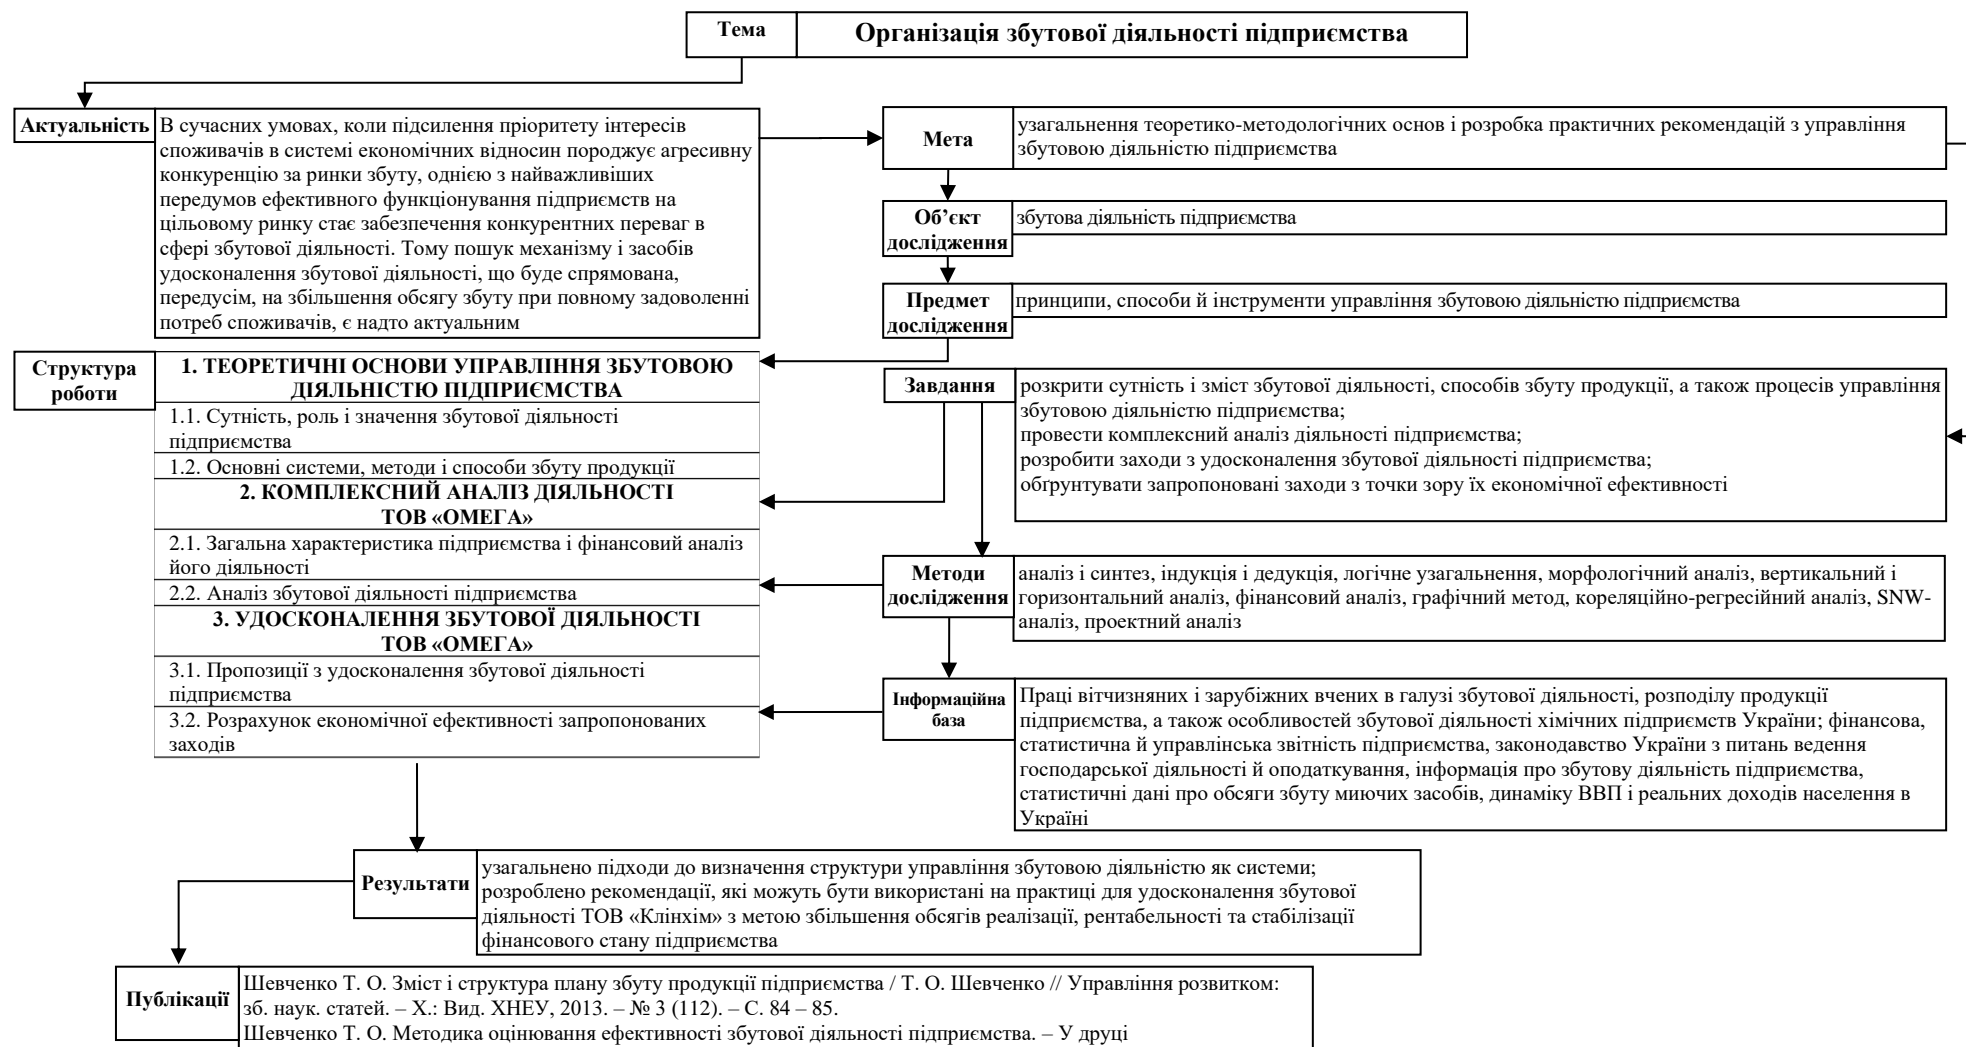 Тема
Організація збутової діяльності підприємства
Актуальність
В сучасних умовах, коли підсилення пріоритету інтересів
споживачів в системі економічних відносин породжує агресивну
конкуренцію за ринки збуту, однією з найважливіших
передумов ефективного функціонування підприємств на
цільовому ринку стає забезпечення конкурентних переваг в
сфері збутової діяльності. Тому пошук механізму і засобів
удосконалення збутової діяльності, що буде спрямована,
передусім, на збільшення обсягу збуту при повному задоволенні
потреб споживачів, є надто актуальним
Мета
узагальнення теоретико-методологічних основ і розробка практичних рекомендацій з управління
збутовою діяльністю підприємства
Об’єкт
дослідження
збутова діяльність підприємства
Предмет
дослідження
принципи, способи й інструменти управління збутовою діяльністю підприємства
Структура
роботи
1. ТЕОРЕТИЧНІ ОСНОВИ УПРАВЛІННЯ ЗБУТОВОЮ
ДІЯЛЬНІСТЮ ПІДПРИЄМСТВА
1.1. Сутність, роль і значення збутової діяльності
підприємства
1.2. Основні системи, методи і способи збуту продукції
2. КОМПЛЕКСНИЙ АНАЛІЗ ДІЯЛЬНОСТІ
ТОВ «ОМЕГА»
2.1. Загальна характеристика підприємства і фінансовий аналіз
його діяльності
2.2. Аналіз збутової діяльності підприємства
3. УДОСКОНАЛЕННЯ ЗБУТОВОЇ ДІЯЛЬНОСТІ
ТОВ «ОМЕГА»
3.1. Пропозиції з удосконалення збутової діяльності
підприємства
3.2. Розрахунок економічної ефективності запропонованих
заходів
Завдання
розкрити сутність і зміст збутової діяльності, способів збуту продукції, а також процесів управління
збутовою діяльністю підприємства;
провести комплексний аналіз діяльності підприємства;
розробити заходи з удосконалення збутової діяльності підприємства;
обґрунтувати запропоновані заходи з точки зору їх економічної ефективності
Методи
дослідження
аналіз і синтез, індукція і дедукція, логічне узагальнення, морфологічний аналіз, вертикальний і
горизонтальний аналіз, фінансовий аналіз, графічний метод, кореляційно-регресійний аналіз, SNW-
аналіз, проектний аналіз
Інформаційна
база
Праці вітчизняних і зарубіжних вчених в галузі збутової діяльності, розподілу продукції
підприємства, а також особливостей збутової діяльності хімічних підприємств України; фінансова,
статистична й управлінська звітність підприємства, законодавство України з питань ведення
господарської діяльності й оподаткування, інформація про збутову діяльність підприємства,
статистичні дані про обсяги збуту миючих засобів, динаміку ВВП і реальних доходів населення в
Україні
Результати
узагальнено підходи до визначення структури управління збутовою діяльністю як системи;
розроблено рекомендації, які можуть бути використані на практиці для удосконалення збутової
діяльності ТОВ «Клінхім» з метою збільшення обсягів реалізації, рентабельності та стабілізації
фінансового стану підприємства
Публікації
Шевченко Т. О. Зміст і структура плану збуту продукції підприємства / Т. О. Шевченко // Управління розвитком:
зб. наук. статей. – Х.: Вид. ХНЕУ, 2013. – № 3 (112). – С. 84 – 85.
Шевченко Т. О. Методика оцінювання ефективності збутової діяльності підприємства. – У друці